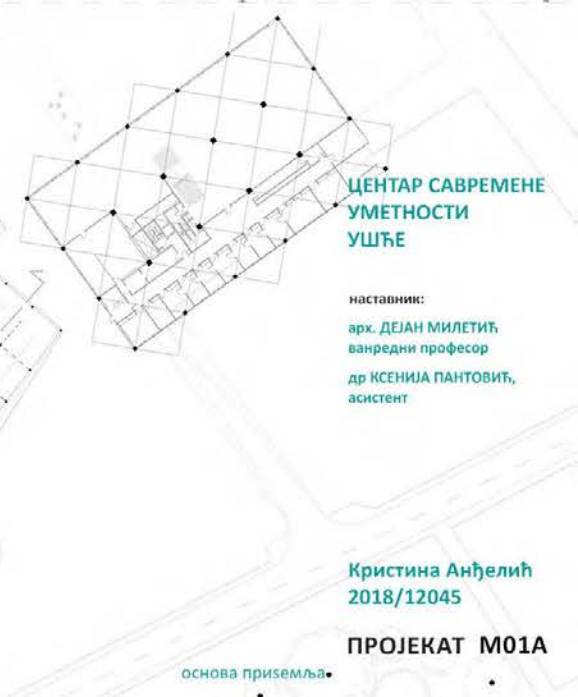 ЦЕНТАР САВРЕМЕНЕ
УМЕТНОСТИ
УШЋЕ
наставник:
арх. ДЕЈАН МИЛЕТИЋ
ванредни професор
др КСЕНИЈА ПАНТОВИЋ,
асистент
Кристина Анђелић
2018/12045
ПРОЈЕКАТ М01А
основа приземља